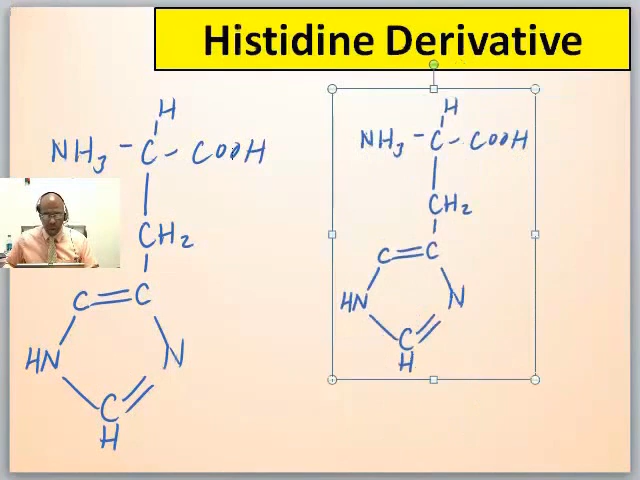 Histidine Derivative
H
NH3 - C - COOH
CH2
C = C
HN N
C
H
H
NH3 - C - COOH
CH2
C = C
HN N
C
H